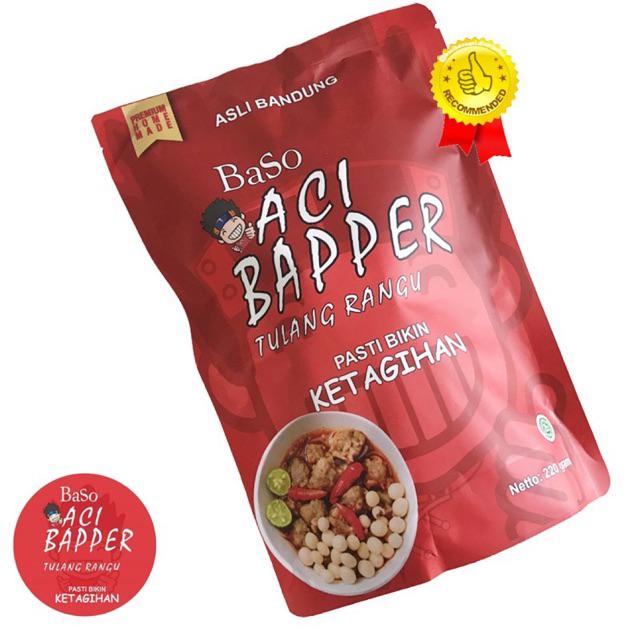 PREMIUM
HOME
MADE
ASLI BANDUNG
RECOMMENDED
BaSo
ACI
BAPPER
TULANG RANGU
PASTI BIKIN
KETAGIHAN
Netto: 220 gram
BaSo
ACI
BAPPER
TULANG RANGU
PASTI BIKIN
KETAGIHAN